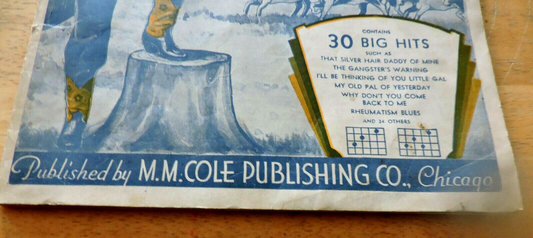 CONTAINS
30 BIG HITS
SUCH AS
THAT SILVER HAIR DADDY OF MINE
THE GANGSTER'S WARNING
I'LL BE THINKING OF YOU LITTLE GAL
MY OLD PAL OF YESTERDAY
WHY DON'T YOU COME
BACK TO ME
RHEUMATISM BLUES
AND 24 OTHERS
Published by M.M. COLE PUBLISHING CO., Chicago